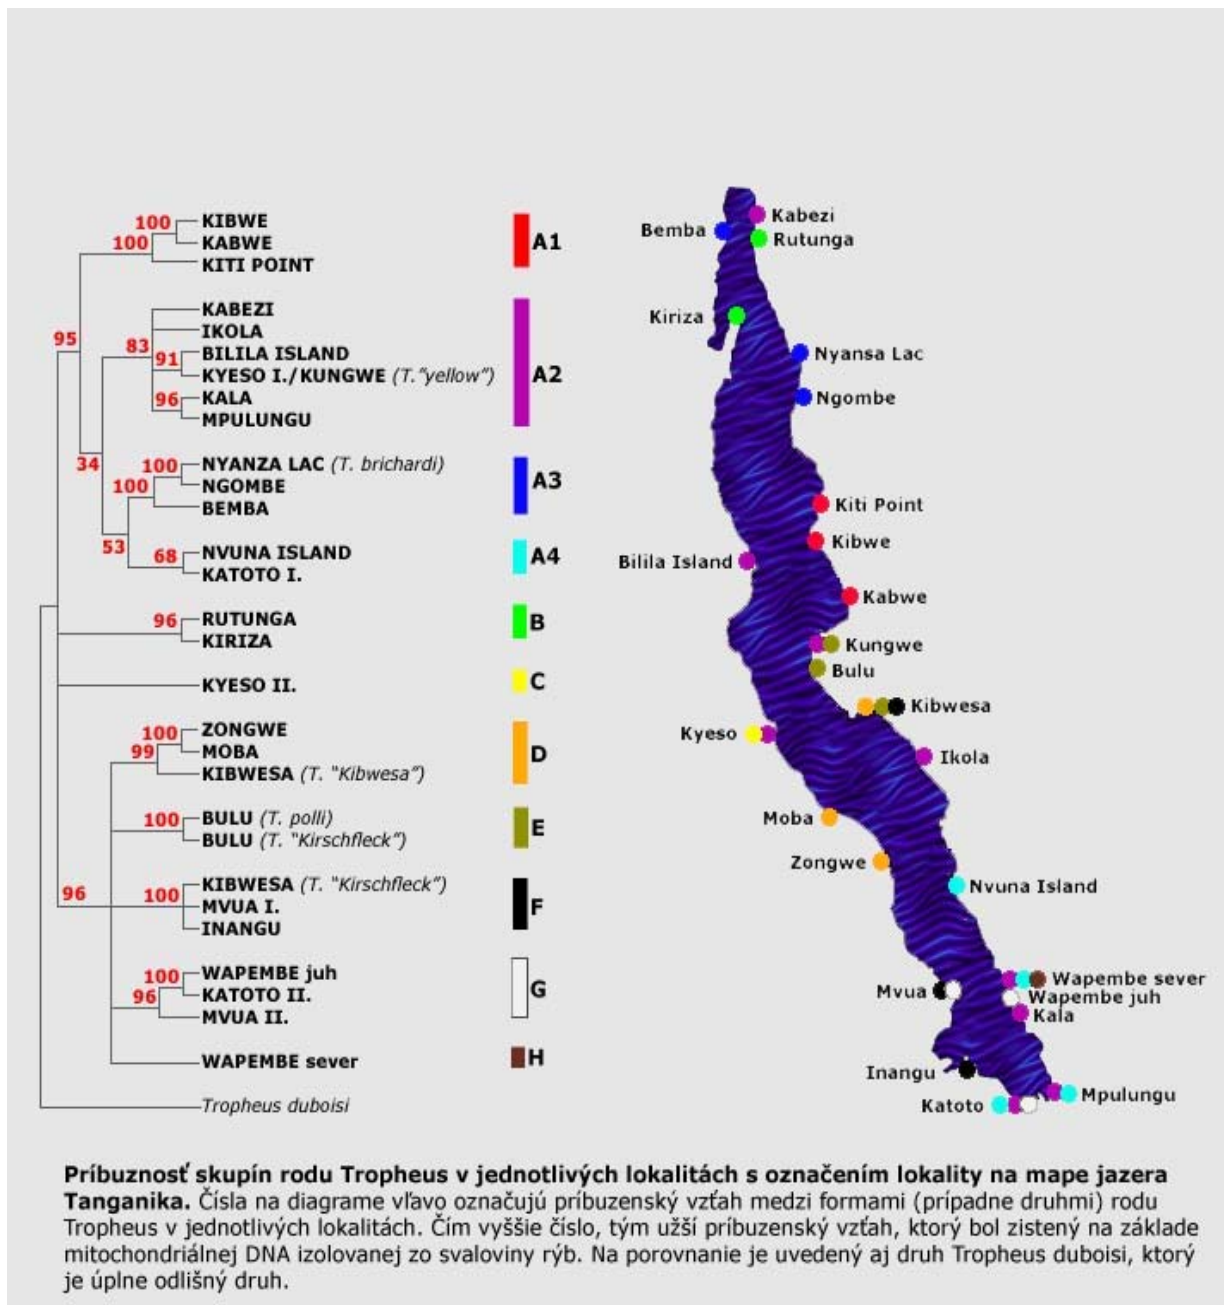 100
KIBWE
100
KABWE
KITI POINT
A1
KABEZI
IKOLA
95
83
BILILA ISLAND
91
KYESO I./KUNGWE (T."yellow")
A2
96
KALA
MPULUNGU
34
100
NYANZA LAC (T. brichardi)
100
NGOMBE
BEMBA
A3
53
68
NVUNA ISLAND
KATOTO I.
A4
96
RUTUNGA
KIRIZA
B
KYESO II.
C
100
ZONGWE
99
MOBA
KIBWESA (T. "Kibwesa")
D
100
BULU (T. polli)
BULU (T. "Kirschfleck")
E
96
100
KIBWESA (T. "Kirschfleck")
MVUA I.
INANGU
F
100
WAPEMBE juh
96
KATOTO II.
MVUA II.
G
WAPEMBE sever
H
Tropheus duboisi
Kabezi
Bemba
Rutunga
Kiriza
Nyansa Lac
Ngombe
Kiti Point
Kibwe
Bilila Island
Kabwe
Kungwe
Bulu
Kibwesa
Kyeso
Ikola
Moba
Zongwe
Nvuna Island
Wapembe sever
Mvua
Wapembe juh
Kala
Inangu
Mpulungu
Katoto
Príbuznosť skupín rodu Tropheus v jednotlivých lokalitách s označením lokality na mape jazera
Tanganika. Čísla na diagrame vľavo označujú príbuzenský vzťah medzi formami (prípadne druhmi) rodu
Tropheus v jednotlivých lokalitách. Čím vyššie číslo, tým užší príbuzenský vzťah, ktorý bol zistený na základe
mitochondriálnej DNA izolovanej zo svaloviny rýb. Na porovnanie je uvedený aj druh Tropheus duboisi, ktorý
je úplne odlišný druh.